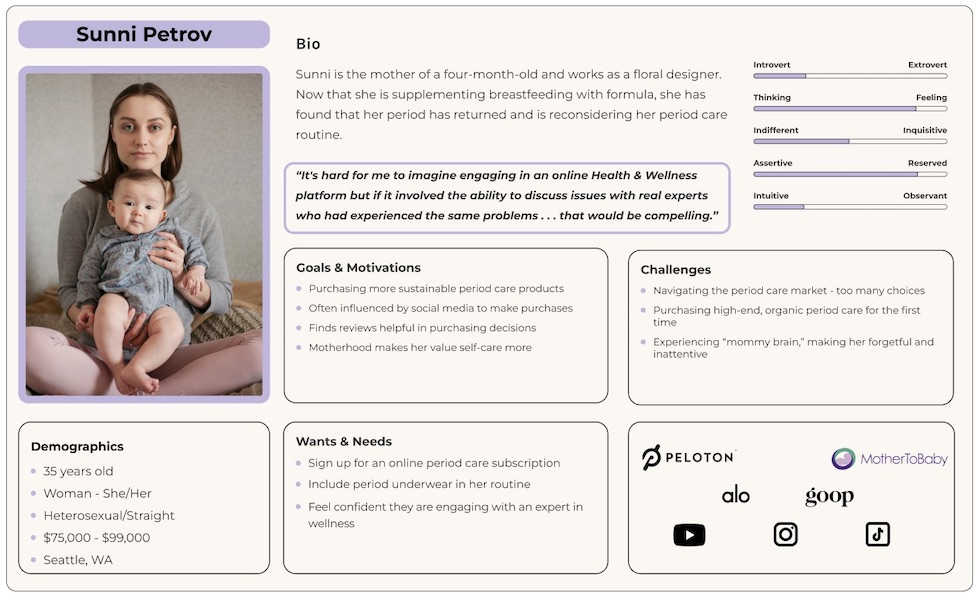 Sunni Petrov
Bio
Sunni is the mother of a four-month-old and works as a floral designer.
Now that she is supplementing breastfeeding with formula, she has
found that her period has returned and is reconsidering her period care
routine.
“It's hard for me to imagine engaging in an online Health & Wellness
platform but if it involved the ability to discuss issues with real experts
who had experienced the same problems . . . that would be compelling.”
Introvert Extrovert
Thinking Feeling
Indifferent Inquisitive
Assertive Reserved
Intuitive Observant
Goals & Motivations
Purchasing more sustainable period care products
Often influenced by social media to make purchases
Finds reviews helpful in purchasing decisions
Motherhood makes her value self-care more
Challenges
Navigating the period care market - too many choices
Purchasing high-end, organic period care for the first
time
Experiencing “mommy brain,” making her forgetful and
inattentive
Demographics
35 years old
Woman - She/Her
Heterosexual/Straight
$75,000 - $99,000
Seattle, WA
Wants & Needs
Sign up for an online period care subscription
Include period underwear in her routine
Feel confident they are engaging with an expert in
wellness
PELOTON MotherToBaby
alo goop